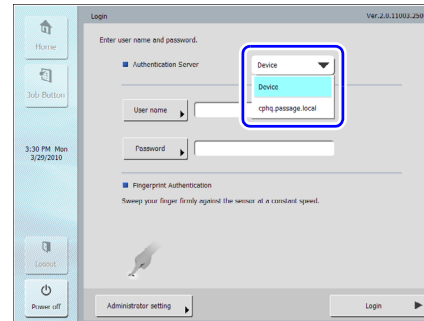 Login
Ver.2.0.11003.250
Home
Job Button
3:30 PM Mon
3/29/2010
Logout
Power off
Enter user name and password.
Authentication Server
Device
Device
cphq.passage.local
User name
Password
Fingerprint Authentication
Sweep your finger firmly against the sensor at a constant speed.
Administrator setting
Login